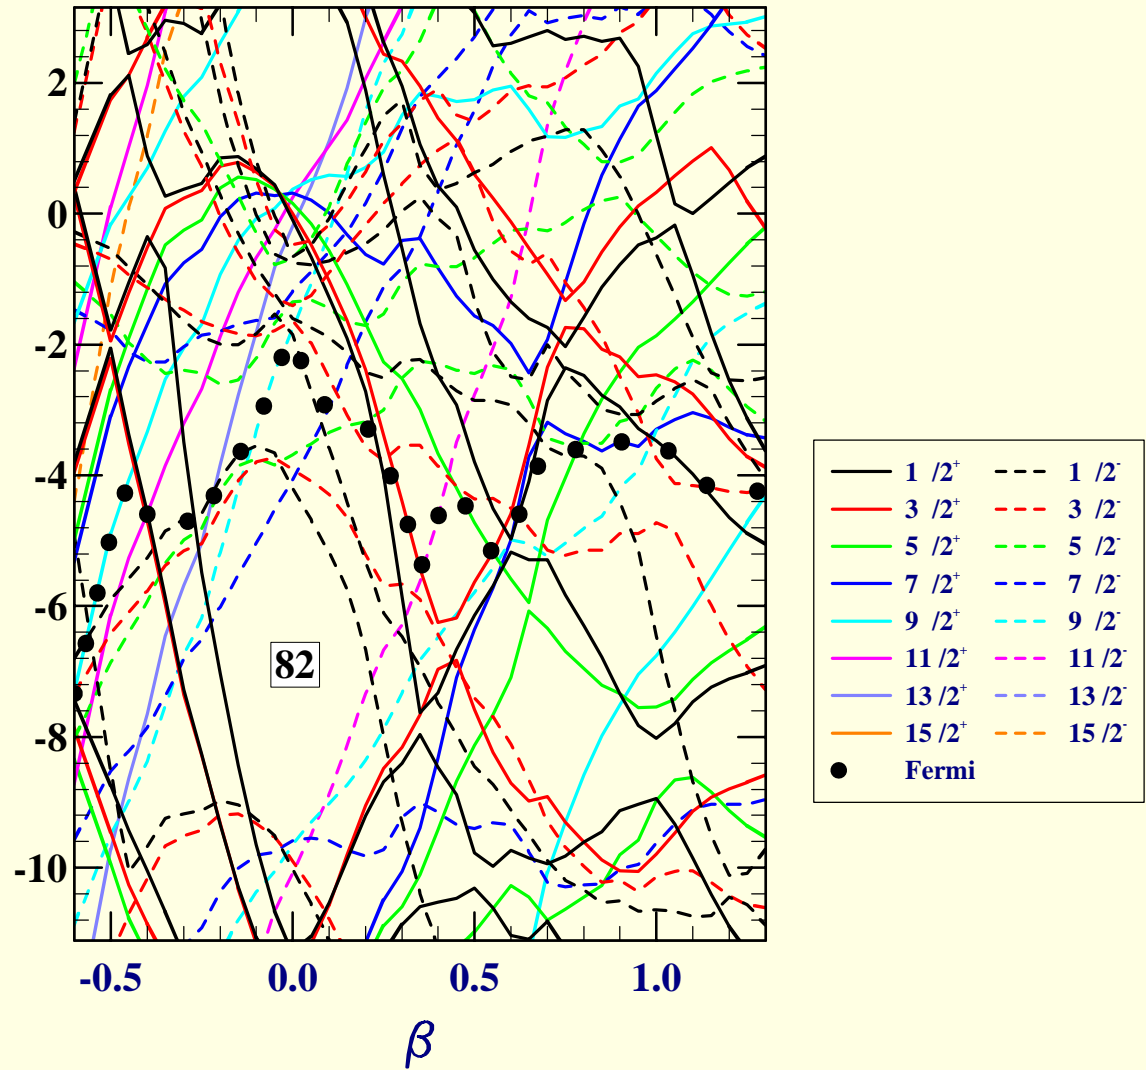 2
0
-2
-4
-6
-8
-10
82
-0.5 0.0 0.5 1.0
β
1 /2+ 1 /2-
3 /2+ 3 /2-
5 /2+ 5 /2-
7 /2+ 7 /2-
9 /2+ 9 /2-
11 /2+ 11 /2-
13 /2+ 13 /2-
15 /2+ 15 /2-
Fermi